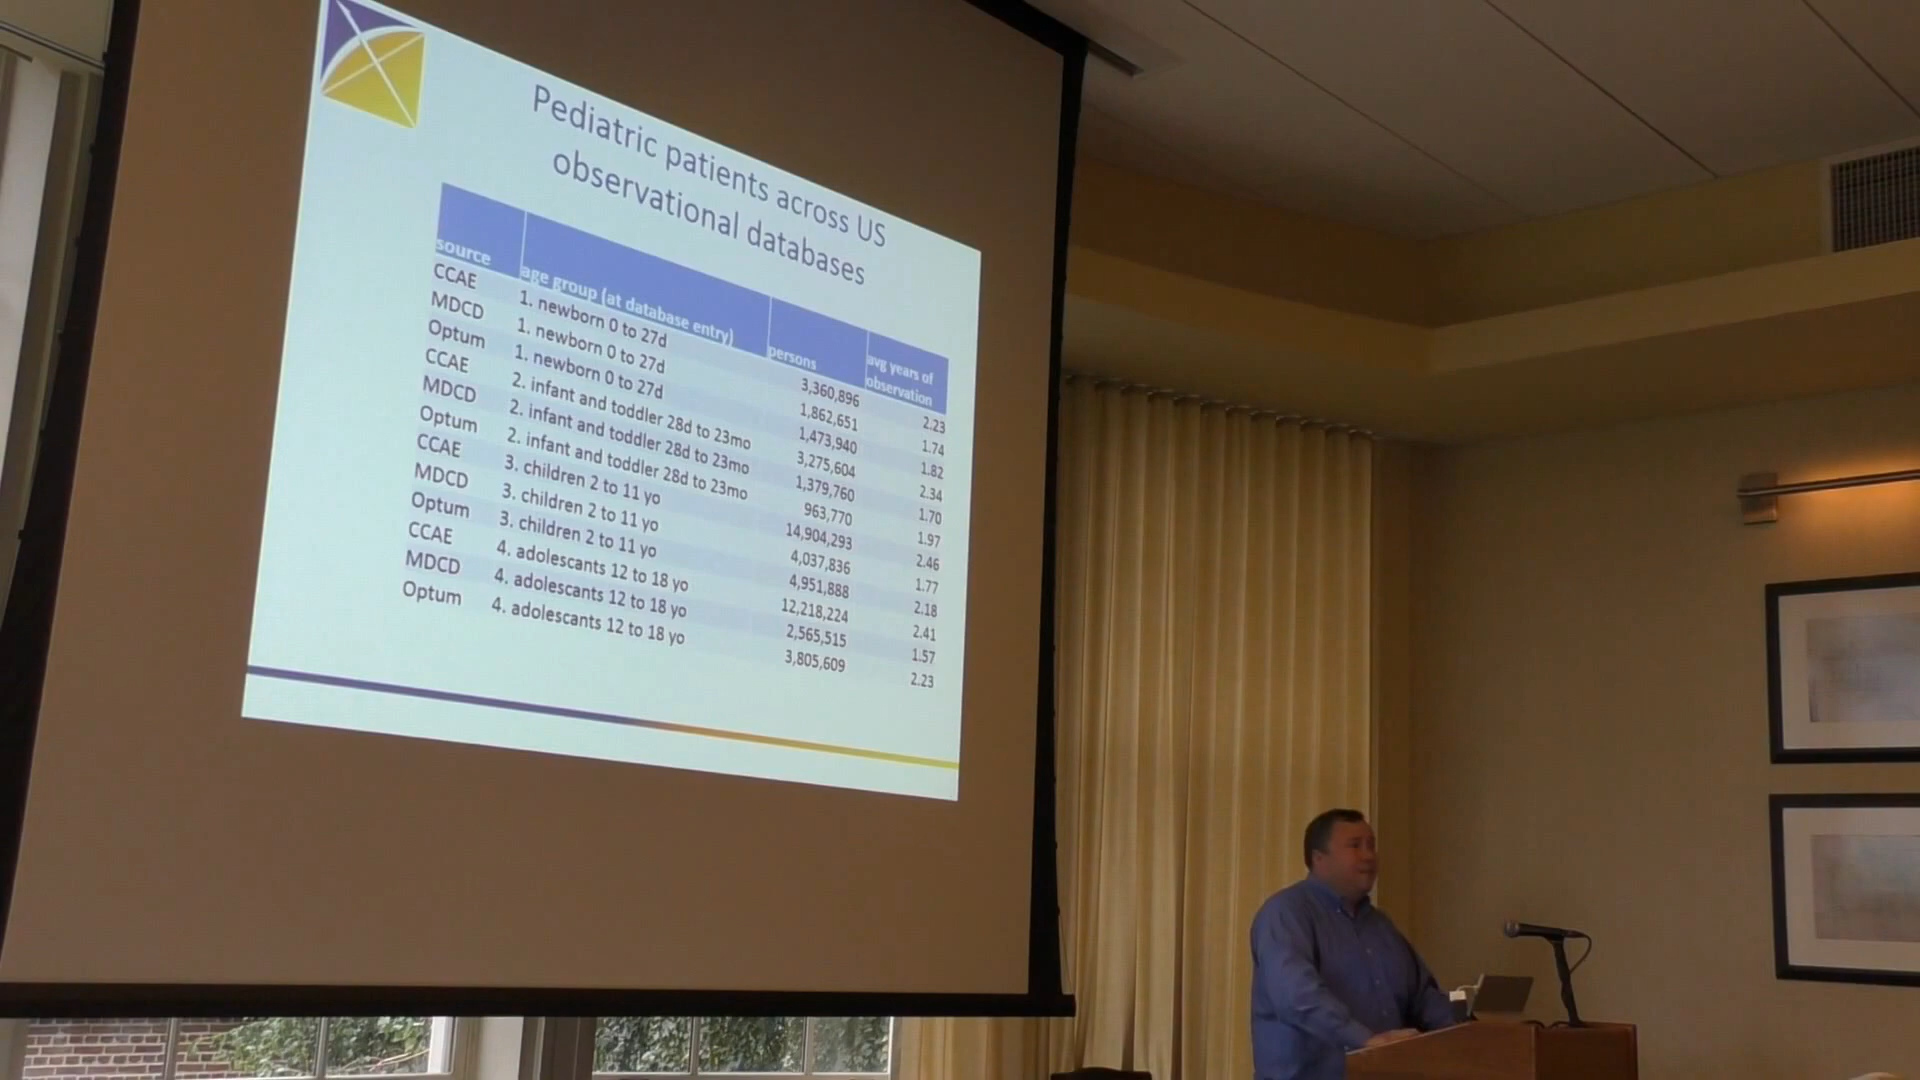 Pediatric patients across US
observational databases
source age group (at database entry) persons avg years of observation
CCAE 1. newborn 0 to 27d 3,360,896 2.23
MDCD 1. newborn 0 to 27d 1,862,651 1.74
Optum 1. newborn 0 to 27d 1,473,940 1.82
CCAE 2. infant and toddler 28d to 23mo 3,275,604 2.34
MDCD 2. infant and toddler 28d to 23mo 1,379,760 1.70
Optum 2. infant and toddler 28d to 23mo 963,770 1.97
CCAE 3. children 2 to 11 yo 14,904,293 2.46
MDCD 3. children 2 to 11 yo 4,037,836 1.77
Optum 3. children 2 to 11 yo 4,951,888 2.18
CCAE 4. adolescants 12 to 18 yo 12,218,224 2.41
MDCD 4. adolescants 12 to 18 yo 2,565,515 1.57
Optum 4. adolescants 12 to 18 yo 3,805,609 2.23